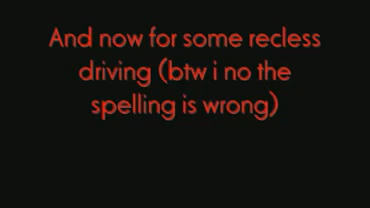 And now for some recless
driving (btw i no the
spelling is wrong)